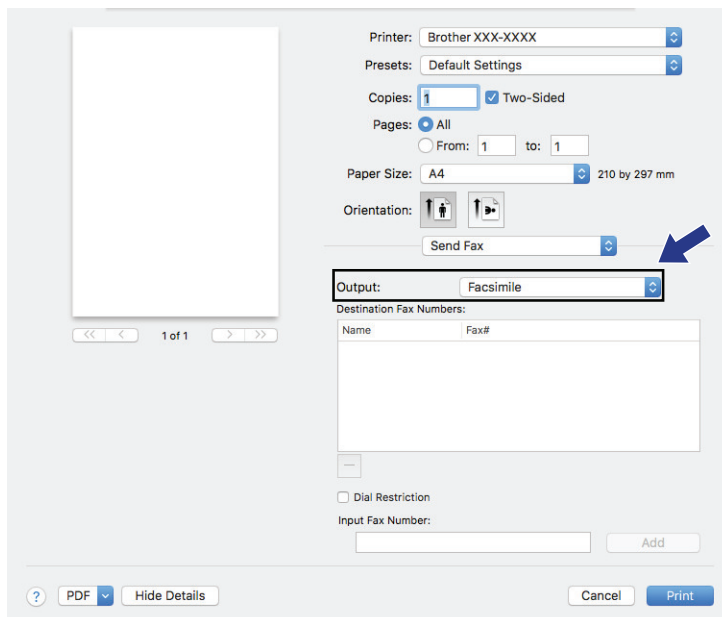 Printer: Brother XXX-XXXX
Presets: Default Settings
Copies: 1 Two-Sided
Pages: All
From: 1 to: 1
Paper Size: A4 210 by 297 mm
Orientation:
Send Fax
Output: Facsimile
Destination Fax Numbers:
Name Fax#
<< < 1 of 1 > >>
Dial Restriction
Input Fax Number:
Add
? PDF Hide Details Cancel Print